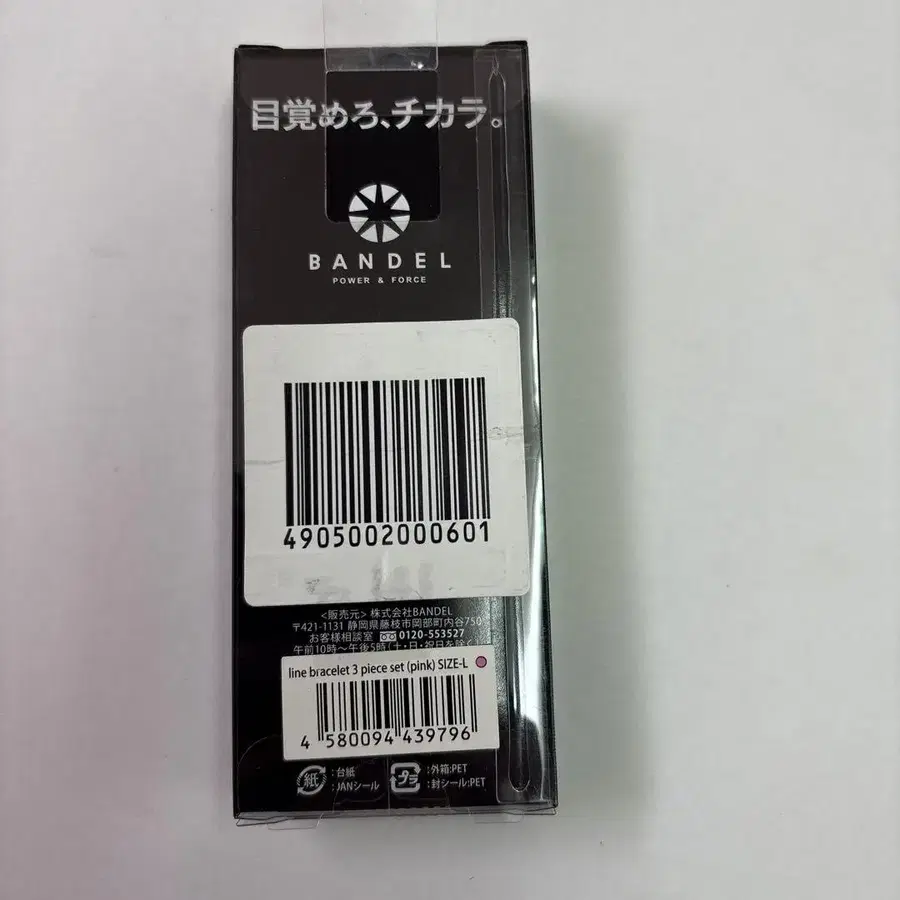 目覚めろ、チカラ。
BANDEL
POWER & FORCE
4905002000601
<販売元> 株式会社BANDEL
〒421-1131 静岡県藤枝市岡部町内谷750
お客様相談室 0120-553527
午前10時～午後5時(土・日・祝日を除く
line bracelet 3 piece set (pink) SIZE-L
4 580094 439796
紙 :台紙
:JANシール
プラ :外箱:PET
:封シール:PET